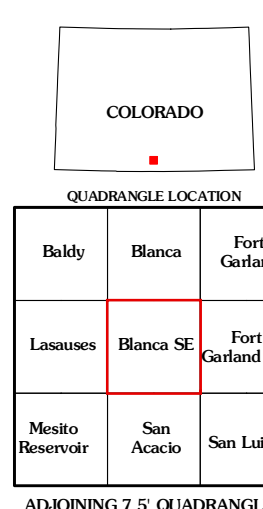 COLORADO
QUADRANGLE LOCATION
Baldy Blanca Fort
Garlan
Lasauses Blanca SE Fort
Garland
Mesito
Reservoir San
Acacio San Lui
ADJOINING 7.5' QUADRANGL